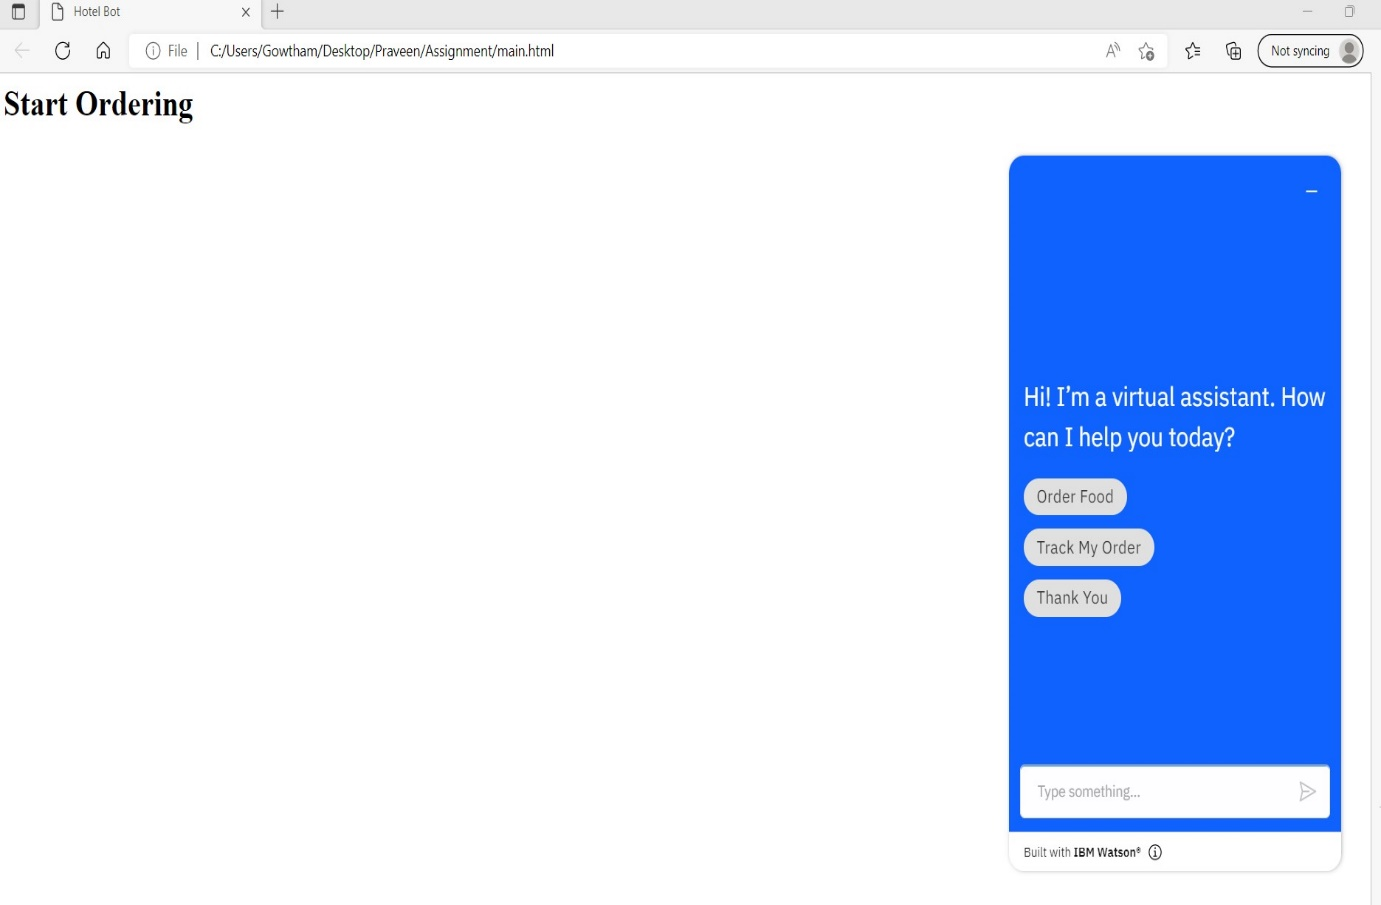 Hotel Bot
File | C:/Users/Gowtham/Desktop/Praveen/Assignment/main.html
Not syncing
Start Ordering
Hi! I'm a virtual assistant. How
can I help you today?
Order Food
Track My Order
Thank You
Type something...
Built with IBM Watson®